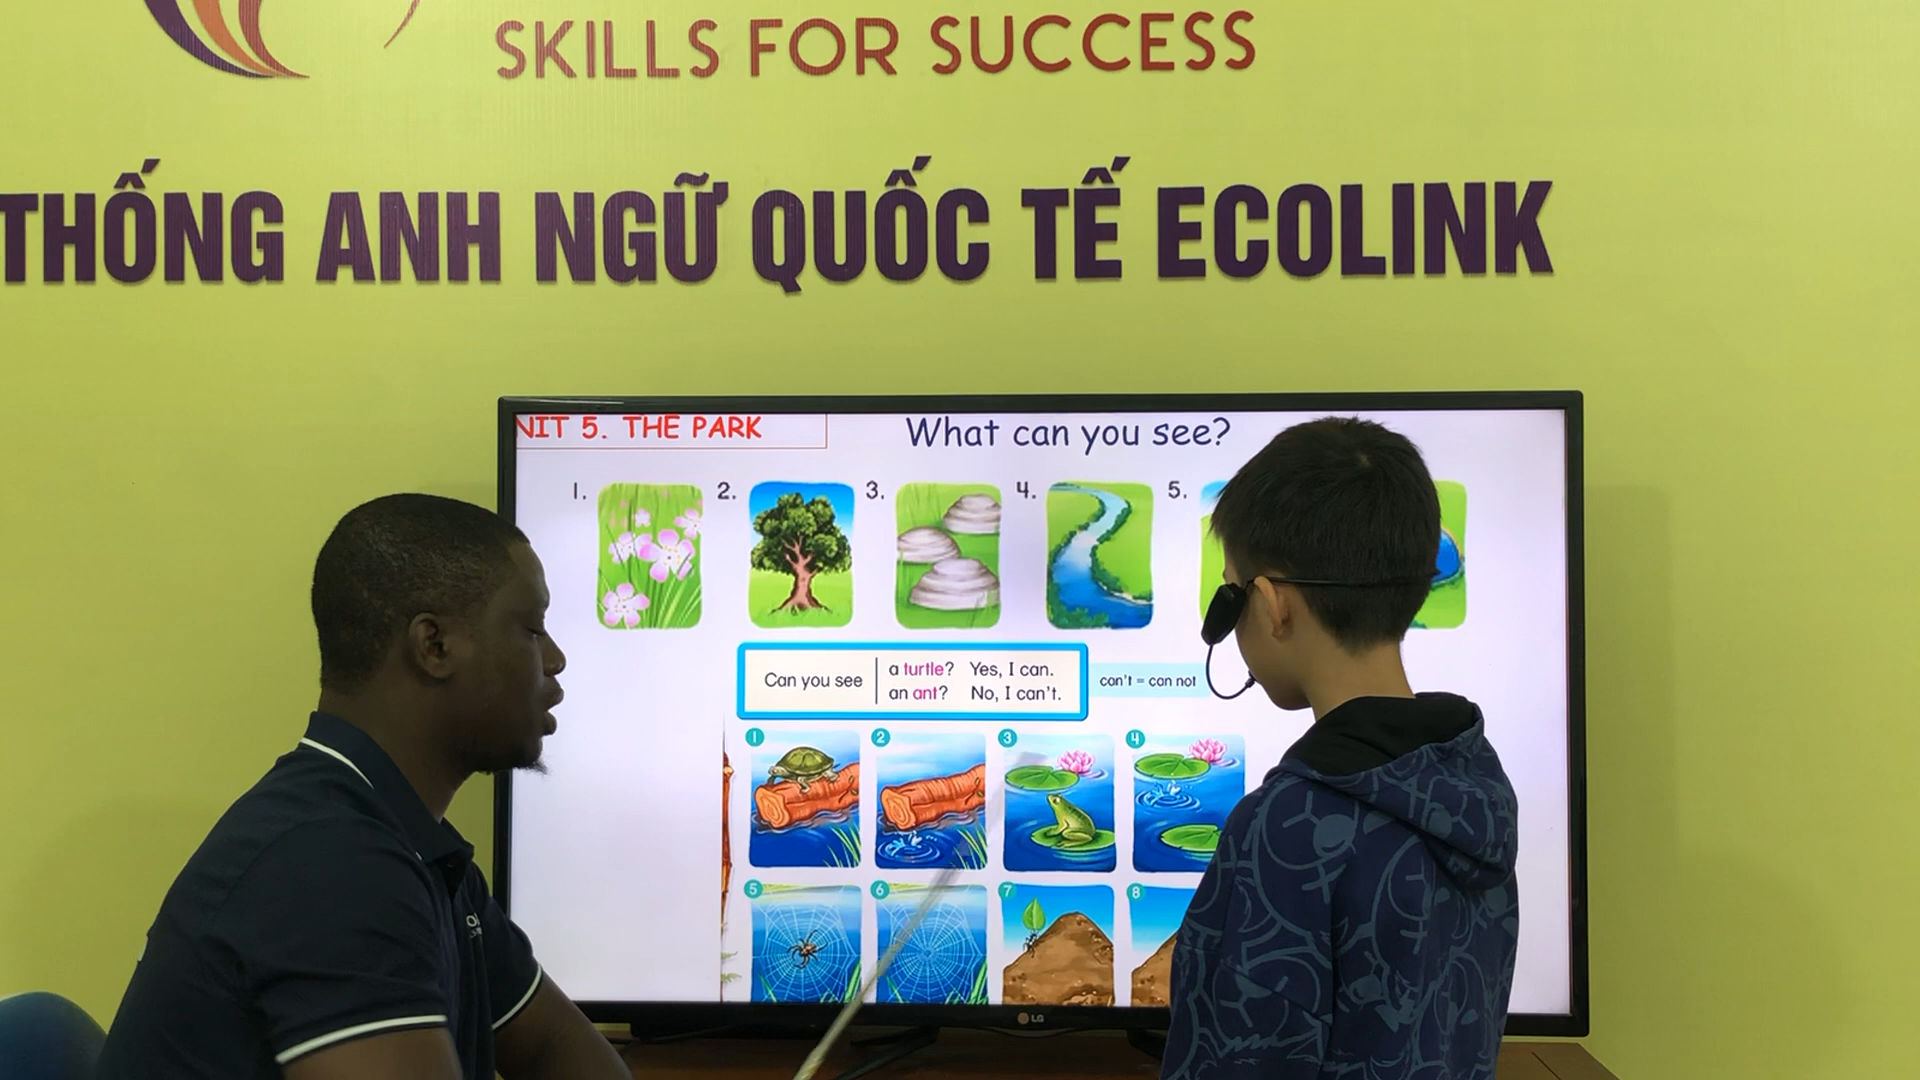 SKILLS FOR SUCCESS
THỐNG ANH NGỮ QUỐC TẾ ECOLINK
NIT 5. THE PARK
What can you see?
1. 2. 3. 4. 5.
Can you see a turtle? Yes, I can.
an ant? No, I can't.
can't = can not
1 2 3 4
5 6 7 8
LG